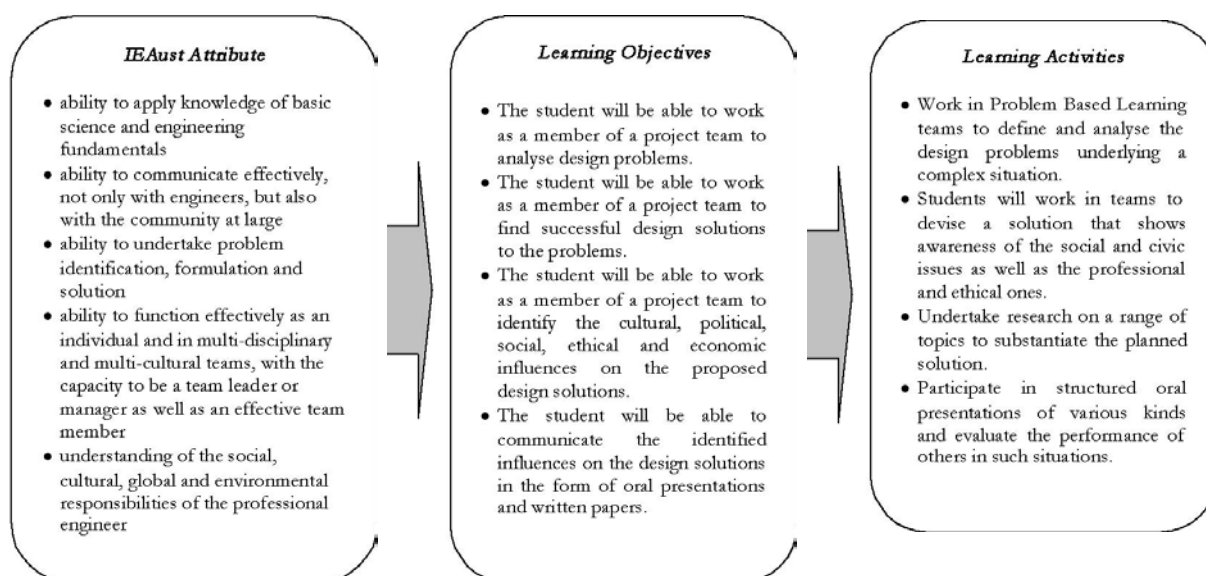 IEAust Attribute
• ability to apply knowledge of basic
science and engineering
fundamentals
• ability to communicate effectively,
not only with engineers, but also
with the community at large
• ability to undertake problem
identification, formulation and
solution
• ability to function effectively as an
individual and in multi-disciplinary
and multi-cultural teams, with the
capacity to be a team leader or
manager as well as an effective team
member
• understanding of the social,
cultural, global and environmental
responsibilities of the professional
engineer
Learning Objectives
• The student will be able to work
as a member of a project team to
analyse design problems.
• The student will be able to work
as a member of a project team to
find successful design solutions
to the problems.
• The student will be able to work
as a member of a project team to
identify the cultural, political,
social, ethical and economic
influences on the proposed
design solutions.
• The student will be able to
communicate the identified
influences on the design solutions
in the form of oral presentations
and written papers.
Learning Activities
• Work in Problem Based Learning
teams to define and analyse the
design problems underlying a
complex situation.
• Students will work in teams to
devise a solution that shows
awareness of the social and civic
issues as well as the professional
and ethical ones.
• Undertake research on a range of
topics to substantiate the planned
solution.
• Participate in structured oral
presentations of various kinds
and evaluate the performance of
others in such situations.